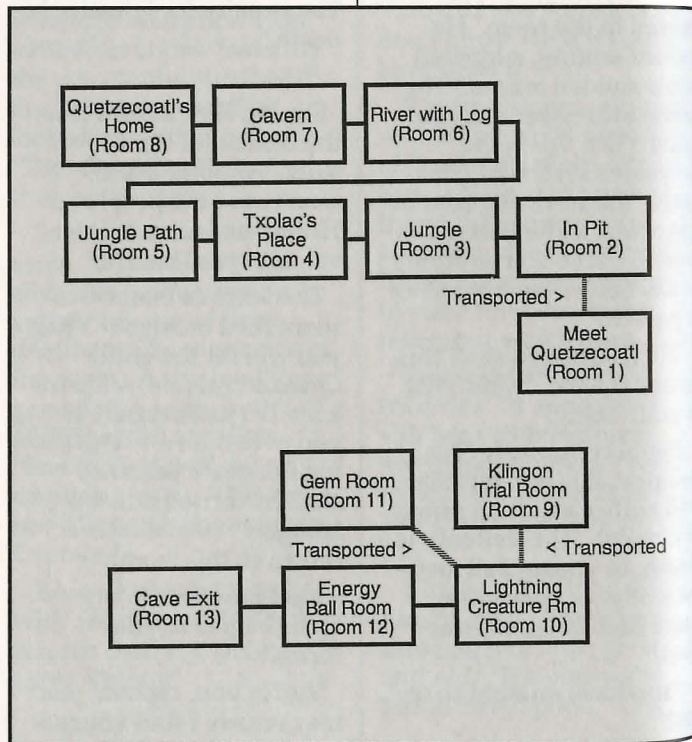 Quetzecoatl's
Home
(Room 8)
Cavern
(Room 7)
River with Log
(Room 6)
Jungle Path
(Room 5)
Txolac's
Place
(Room 4)
Jungle
(Room 3)
In Pit
(Room 2)
Transported >
Meet
Quetzecoatl
(Room 1)
Gem Room
(Room 11)
Klingon
Trial Room
(Room 9)
Transported >
< Transported
Cave Exit
(Room 13)
Energy
Ball Room
(Room 12)
Lightning
Creature Rm
(Room 10)